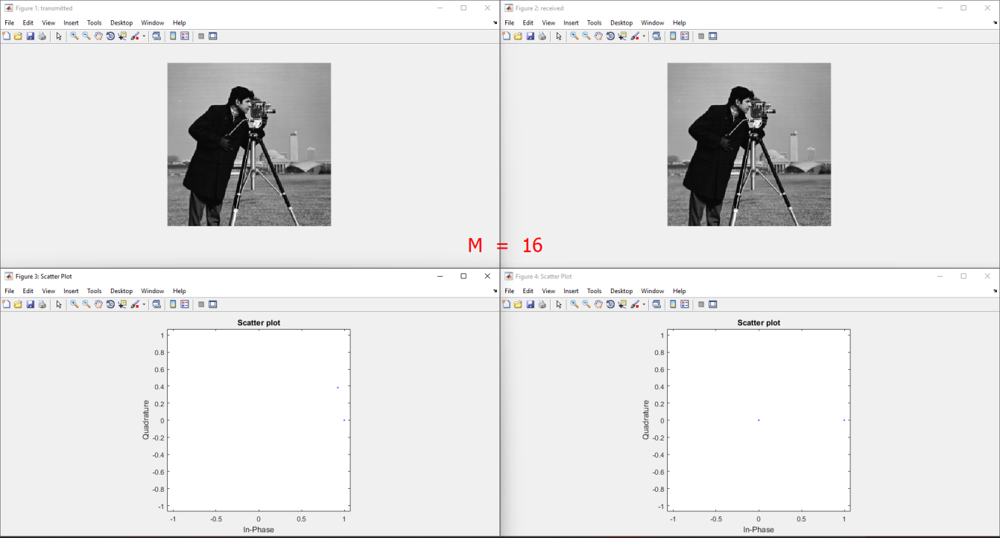 Figure 1: transmitted
File Edit View Insert Tools Desktop Window Help
Figure 2: received
File Edit View Insert Tools Desktop Window Help
M = 16
Figure 3: Scatter Plot
File Edit View Insert Tools Desktop Window Help
Scatter plot
Quadrature
1
0.8
0.6
0.4
0.2
0
-0.2
-0.4
-0.6
-0.8
-1
-1 -0.5 0 0.5 1
In-Phase
Figure 4: Scatter Plot
File Edit View Insert Tools Desktop Window Help
Scatter plot
Quadrature
1
0.8
0.6
0.4
0.2
0
-0.2
-0.4
-0.6
-0.8
-1
-1 -0.5 0 0.5 1
In-Phase